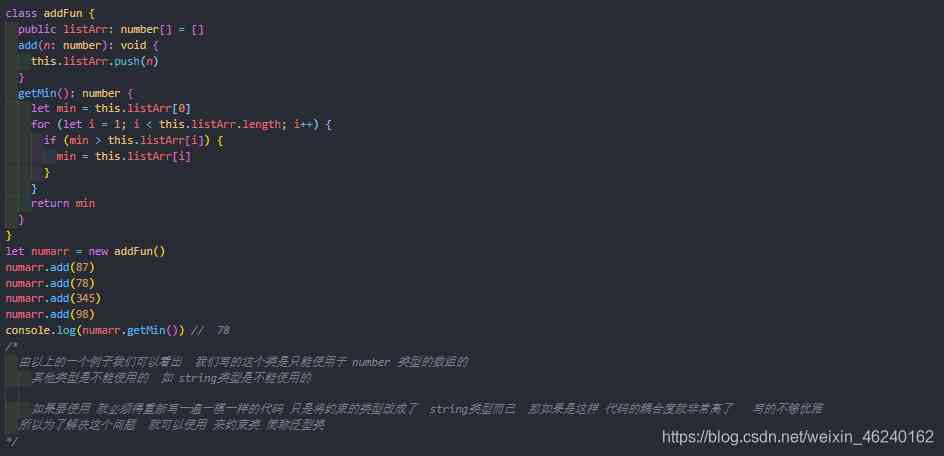 class addFun {
public listArr: number[] = []
add(n: number): void {
this.listArr.push(n)
}
getMin(): number {
let min = this.listArr[0]
for (let i = 1; i < this.listArr.length; i++) {
if (min > this.listArr[i]) {
min = this.listArr[i]
}
}
return min
}
}
let numarr = new addFun()
numarr.add(87)
numarr.add(78)
numarr.add(345)
numarr.add(98)
console.log(numarr.getMin()) // 78
/*
由以上的一个例子我们可以看出 我们写的这个类是只能使用于 number 类型的数组的
其他类型是不能使用的 如 string类型是不能使用的
如果要使用 就必须得重新写一遍一模一样的代码 只是将约束的类型改成了 string类型而已 那如果是这样 代码的耦合度就非常高了 写的不够优雅
所以为了解决这个问题 就可以使用 来约束类 简称泛型类
*/
https://blog.csdn.net/weixin_46240162